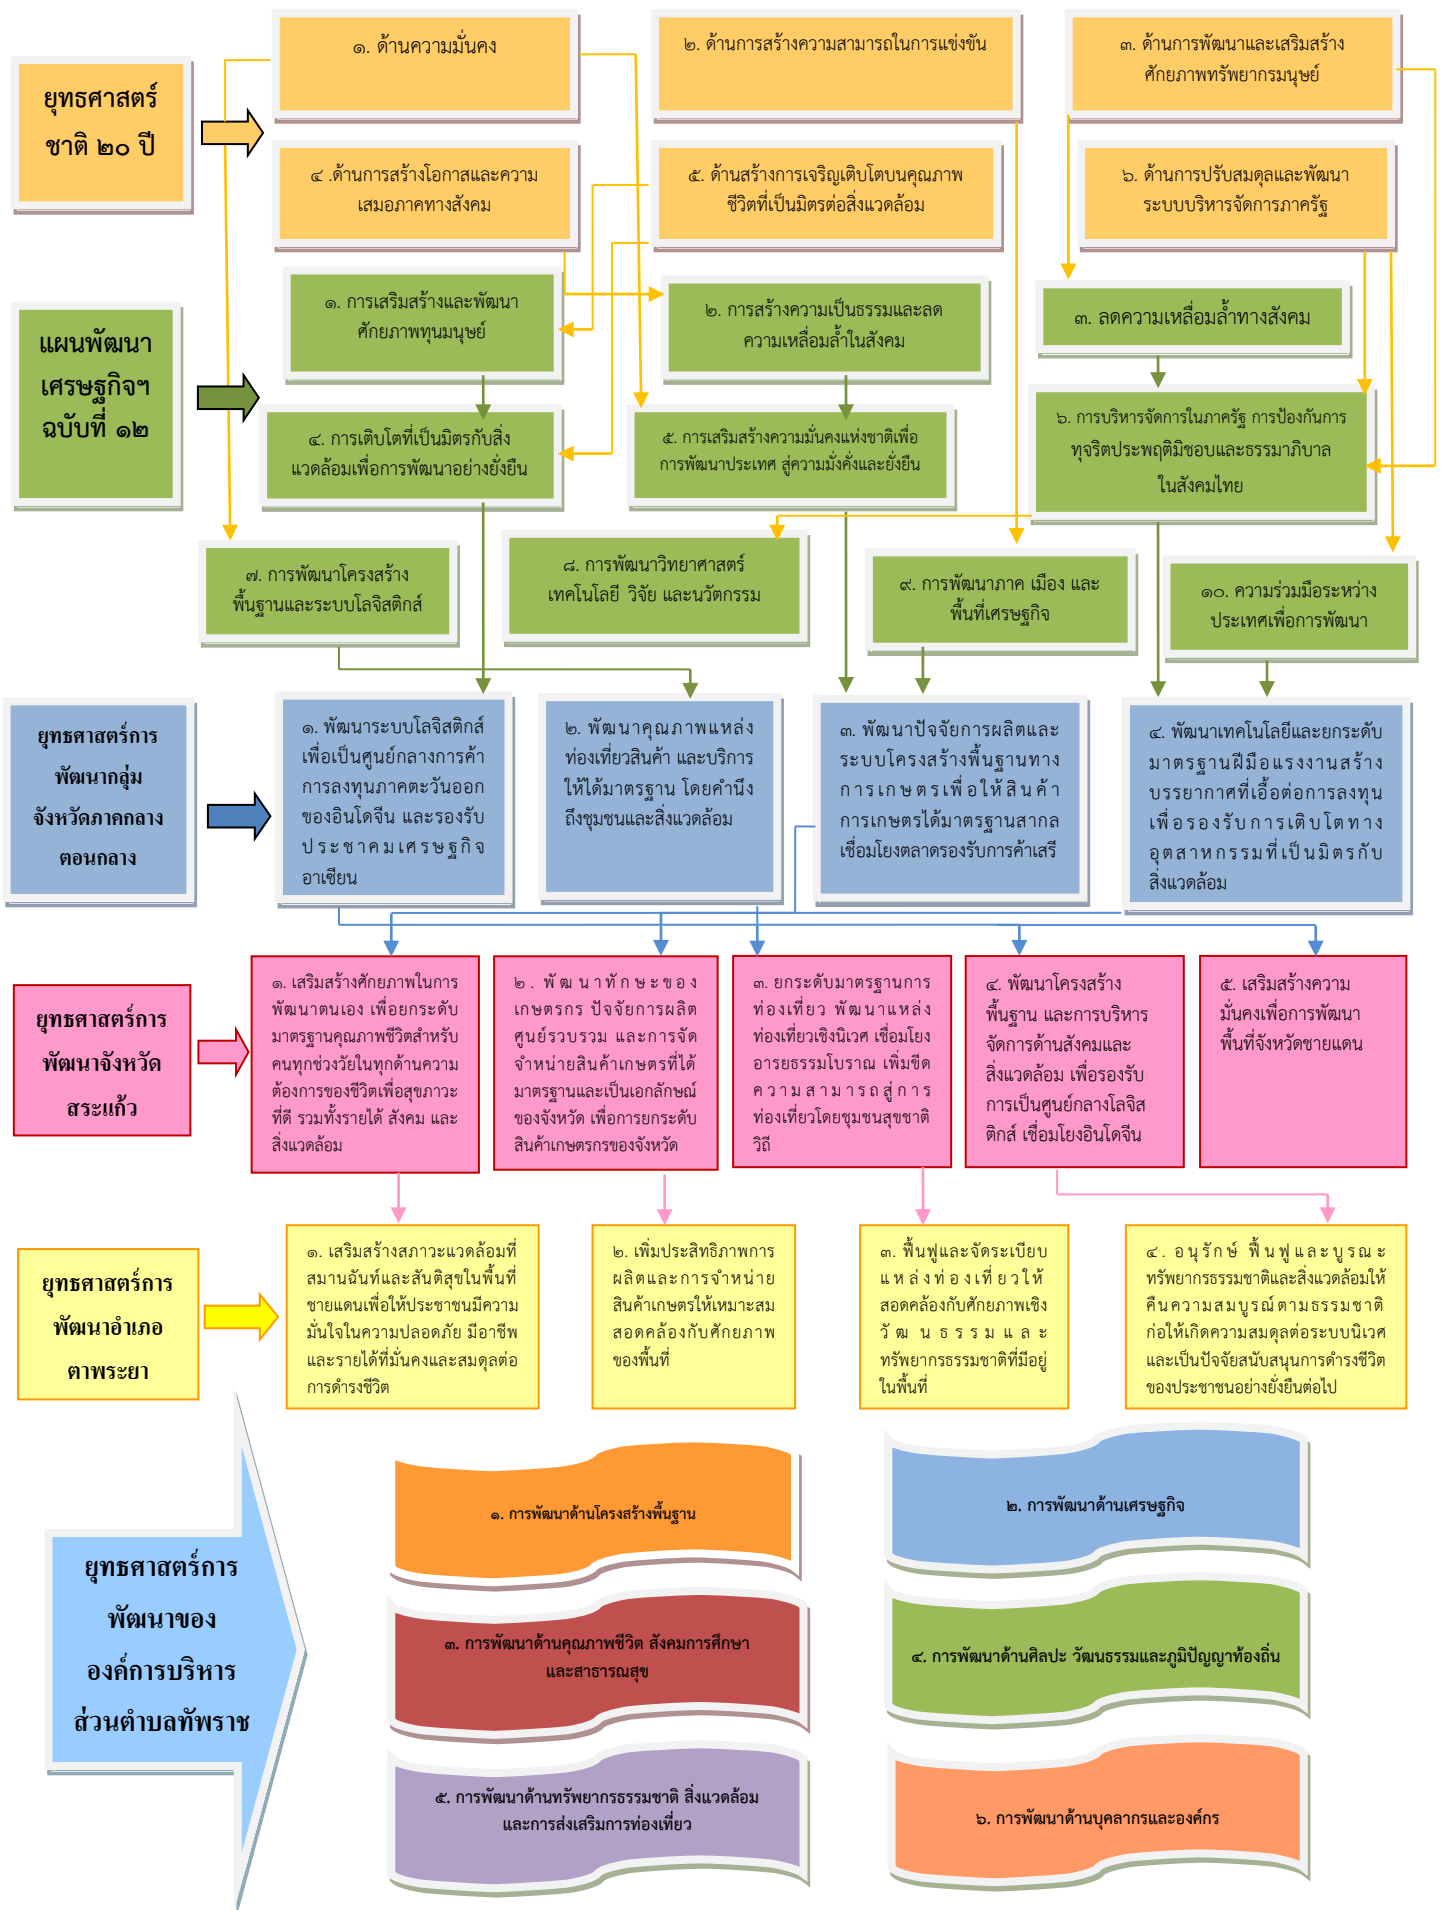 ยุทธศาสตร์
ชาติ ๒๐ ปี
๑. ด้านความมั่นคง
๒. ด้านการสร้างความสามารถในการแข่งขัน
๓. ด้านการพัฒนาและเสริมสร้าง
ศักยภาพทรัพยากรมนุษย์
๔ .ด้านการสร้างโอกาสและความ
เสมอภาคทางสังคม
๕. ด้านสร้างการเจริญเติบโตบนคุณภาพ
ชีวิตที่เป็นมิตรต่อสิ่งแวดล้อม
๖. ด้านการปรับสมดุลและพัฒนา
ระบบบริหารจัดการภาครัฐ
แผนพัฒนา
เศรษฐกิจฯ
ฉบับที่ ๑๒
๑. การเสริมสร้างและพัฒนา
ศักยภาพทุนมนุษย์
๒. การสร้างความเป็นธรรมและลด
ความเหลื่อมล้ำในสังคม
๓. ลดความเหลื่อมล้ำทางสังคม
๔. การเติบโตที่เป็นมิตรกับสิ่ง
แวดล้อมเพื่อการพัฒนาอย่างยั่งยืน
๕. การเสริมสร้างความมั่นคงแห่งชาติเพื่อ
การพัฒนาประเทศ สู่ความมั่งคั่งและยั่งยืน
๖. การบริหารจัดการในภาครัฐ การป้องกันการ
ทุจริตประพฤติมิชอบและธรรมาภิบาล
ในสังคมไทย
๗. การพัฒนาโครงสร้าง
พื้นฐานและระบบโลจิสติกส์
๘. การพัฒนาวิทยาศาสตร์
เทคโนโลยี วิจัย และนวัตกรรม
๙. การพัฒนาภาค เมือง และ
พื้นที่เศรษฐกิจ
๑๐. ความร่วมมือระหว่าง
ประเทศเพื่อการพัฒนา
ยุทธศาสตร์การ
พัฒนากลุ่ม
จังหวัดภาคกลาง
ตอนกลาง
๑. พัฒนาระบบโลจิสติกส์
เพื่อเป็นศูนย์กลางการค้า
การลงทุนภาคตะวันออก
ของอินโดจีน และรองรับ
ประชาคมเศรษฐกิจ
อาเซียน
๒. พัฒนาคุณภาพแหล่ง
ท่องเที่ยวสินค้า และบริการ
ให้ได้มาตรฐาน โดยคำนึง
ถึงชุมชนและสิ่งแวดล้อม
๓. พัฒนาปัจจัยการผลิตและ
ระบบโครงสร้างพื้นฐานทาง
การเกษตรเพื่อให้สินค้า
การเกษตรได้มาตรฐานสากล
เชื่อมโยงตลาดรองรับการค้าเสรี
๔. พัฒนาเทคโนโลยีและยกระดับ
มาตรฐานฝีมือแรงงานสร้าง
บรรยากาศที่เอื้อต่อการลงทุน
เพื่อรองรับการเติบโตทาง
อุตสาหกรรมที่เป็นมิตรกับ
สิ่งแวดล้อม
ยุทธศาสตร์การ
พัฒนาจังหวัด
สระแก้ว
๑. เสริมสร้างศักยภาพในการ
พัฒนาตนเอง เพื่อยกระดับ
มาตรฐานคุณภาพชีวิตสำหรับ
คนทุกช่วงวัยในทุกด้านความ
ต้องการของชีวิตเพื่อสุขภาวะ
ที่ดี รวมทั้งรายได้ สังคม และ
สิ่งแวดล้อม
๒. พัฒนาทักษะของ
เกษตรกร ปัจจัยการผลิต
ศูนย์รวบรวม และการจัด
จำหน่ายสินค้าเกษตรที่ได้
มาตรฐานและเป็นเอกลักษณ์
ของจังหวัด เพื่อการยกระดับ
สินค้าเกษตรกรของจังหวัด
๓. ยกระดับมาตรฐานการ
ท่องเที่ยว พัฒนาแหล่ง
ท่องเที่ยวเชิงนิเวศ เชื่อมโยง
อารยธรรมโบราณ เพิ่มขีด
ความสามารถสู่การ
ท่องเที่ยวโดยชุมชนสุขชาติ
วิถี
๔. พัฒนาโครงสร้าง
พื้นฐาน และการบริหาร
จัดการด้านสังคมและ
สิ่งแวดล้อม เพื่อรองรับ
การเป็นศูนย์กลางโลจิส
ติกส์ เชื่อมโยงอินโดจีน
๕. เสริมสร้างความ
มั่นคงเพื่อการพัฒนา
พื้นที่จังหวัดชายแดน
ยุทธศาสตร์การ
พัฒนาอำเภอ
ตาพระยา
๑. เสริมสร้างสภาวะแวดล้อมที่
สมานฉันท์และสันติสุขในพื้นที่
ชายแดนเพื่อให้ประชาชนมีความ
มั่นใจในความปลอดภัย มีอาชีพ
และรายได้ที่มั่นคงและสมดุลต่อ
การดำรงชีวิต
๒. เพิ่มประสิทธิภาพการ
ผลิตและการจำหน่าย
สินค้าเกษตรให้เหมาะสม
สอดคล้องกับศักยภาพ
ของพื้นที่
๓. ฟื้นฟูและจัดระเบียบ
แหล่งท่องเที่ยวให้
สอดคล้องกับศักยภาพเชิง
วัฒนธรรมและ
ทรัพยากรธรรมชาติที่มีอยู่
ในพื้นที่
๔. อนุรักษ์ ฟื้นฟูและบูรณะ
ทรัพยากรธรรมชาติและสิ่งแวดล้อมให้
คืนความสมบูรณ์ตามธรรมชาติ
ก่อให้เกิดความสมดุลต่อระบบนิเวศ
และเป็นปัจจัยสนับสนุนการดำรงชีวิต
ของประชาชนอย่างยั่งยืนต่อไป
ยุทธศาสตร์การ
พัฒนาของ
องค์การบริหาร
ส่วนตำบลทัพราช
๑. การพัฒนาด้านโครงสร้างพื้นฐาน
๒. การพัฒนาด้านเศรษฐกิจ
๓. การพัฒนาด้านคุณภาพชีวิต สังคมการศึกษา
และสาธารณสุข
๔. การพัฒนาด้านศิลปะ วัฒนธรรมและภูมิปัญญาท้องถิ่น
๕. การพัฒนาด้านทรัพยากรธรรมชาติ สิ่งแวดล้อม
และการส่งเสริมการท่องเที่ยว
๖. การพัฒนาด้านบุคลากรและองค์กร